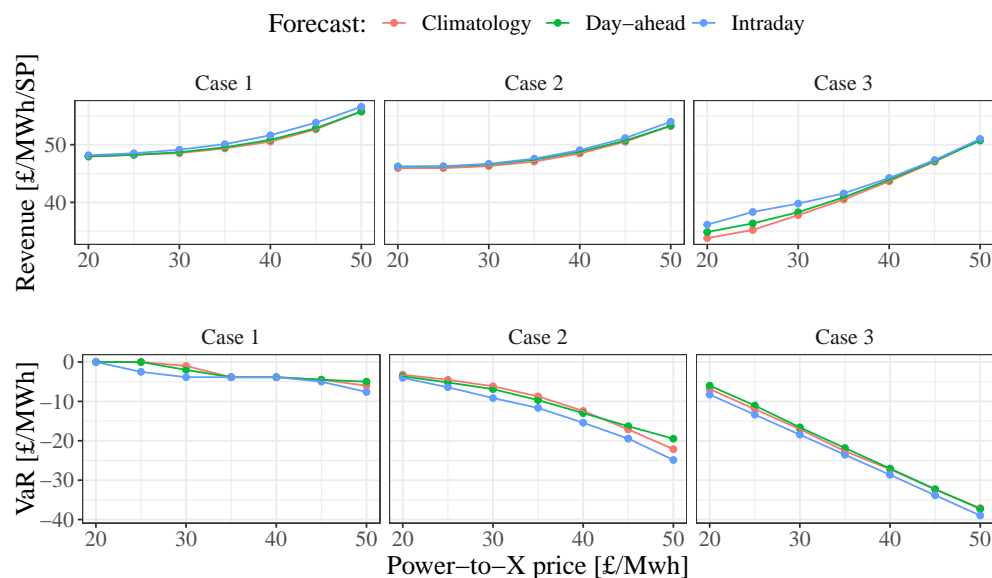 Forecast: Climatology Day−ahead Intraday
Case 1 Case 2 Case 3
Revenue [£/MWh/SP]
50
40
20 30 40 50 20 30 40 50 20 30 40 50
Case 1 Case 2 Case 3
VaR [£/MWh]
0
−10
−20
−30
−40
20 30 40 50 20 30 40 50 20 30 40 50
Power−to−X price [£/Mwh]